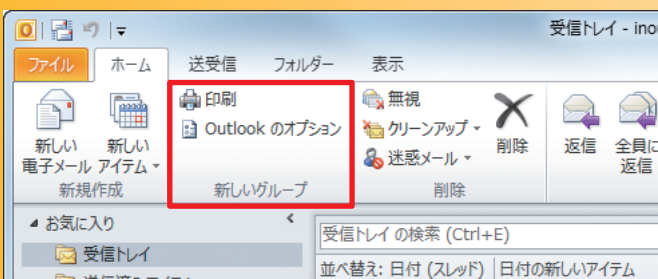 受信トレイ - inou
ファイル ホーム 送受信 フォルダー 表示
新しい
電子メール
新しい
アイテム
新規作成
印刷
Outlook のオプション
新しいグループ
無視
クリーンアップ
迷惑メール
削除
削除
返信
全員に
返信
お気に入り
受信トレイ
受信トレイ の検索 (Ctrl+E)
並べ替え: 日付 (スレッド) 日付の新しいアイテム